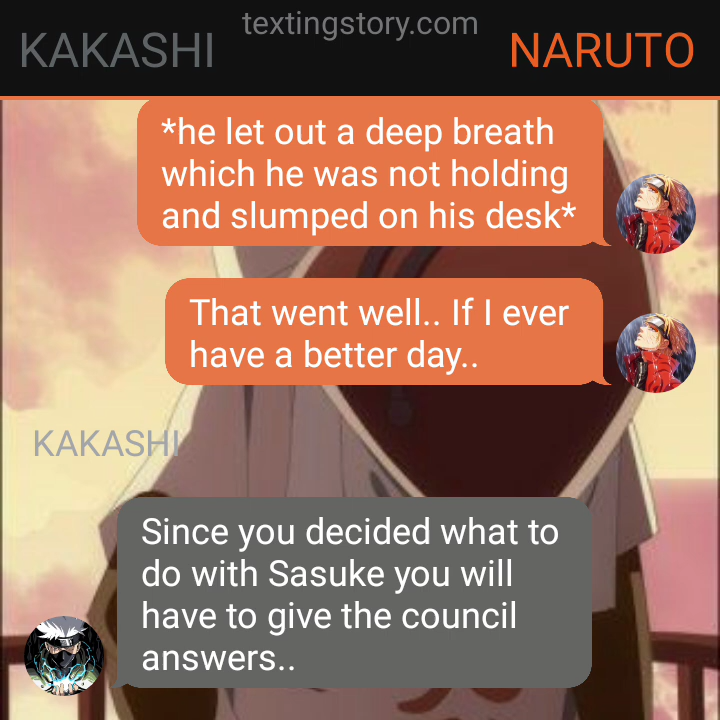 textingstory.com
KAKASHI
NARUTO
*he let out a deep breath
which he was not holding
and slumped on his desk*
That went well.. If I ever
have a better day..
KAKASHI
Since you decided what to
do with Sasuke you will
have to give the council
answers..